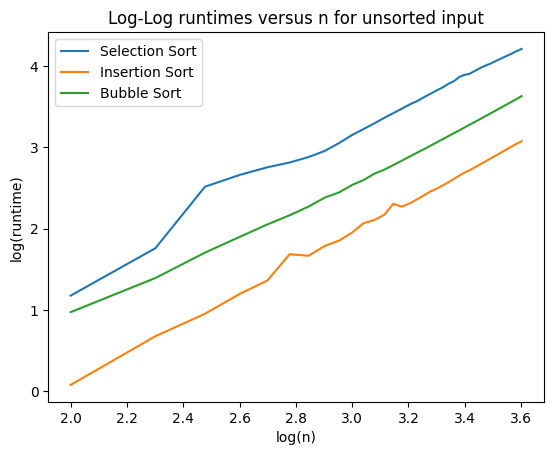 Log-Log runtimes versus n for unsorted input
Selection Sort
Insertion Sort
Bubble Sort
log(runtime)
4
3
2
1
0
2.0 2.2 2.4 2.6 2.8 3.0 3.2 3.4 3.6
log(n)